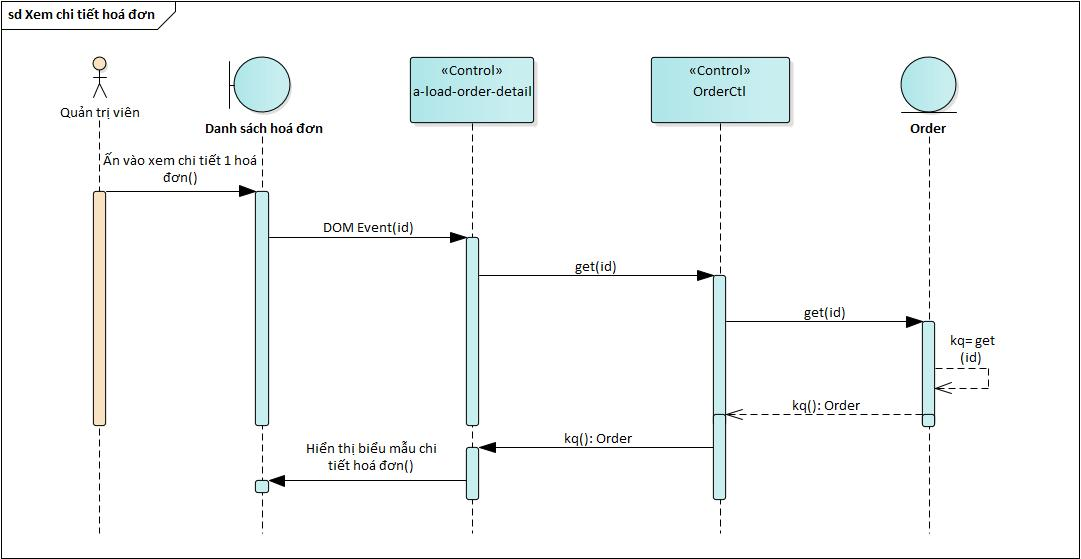 sd Xem chi tiết hoá đơn
«Control»
«Control»
a-load-order-detail
OrderCtl
Quản trị viên
Danh sách hoá đơn
Order
Ấn vào xem chi tiết 1 hoá
đơn()
DOM Event(id)
get(id)
get(id)
kq= get
(id)
kq(): Order
kq(): Order
Hiển thị biểu mẫu chi
tiết hoá đơn()